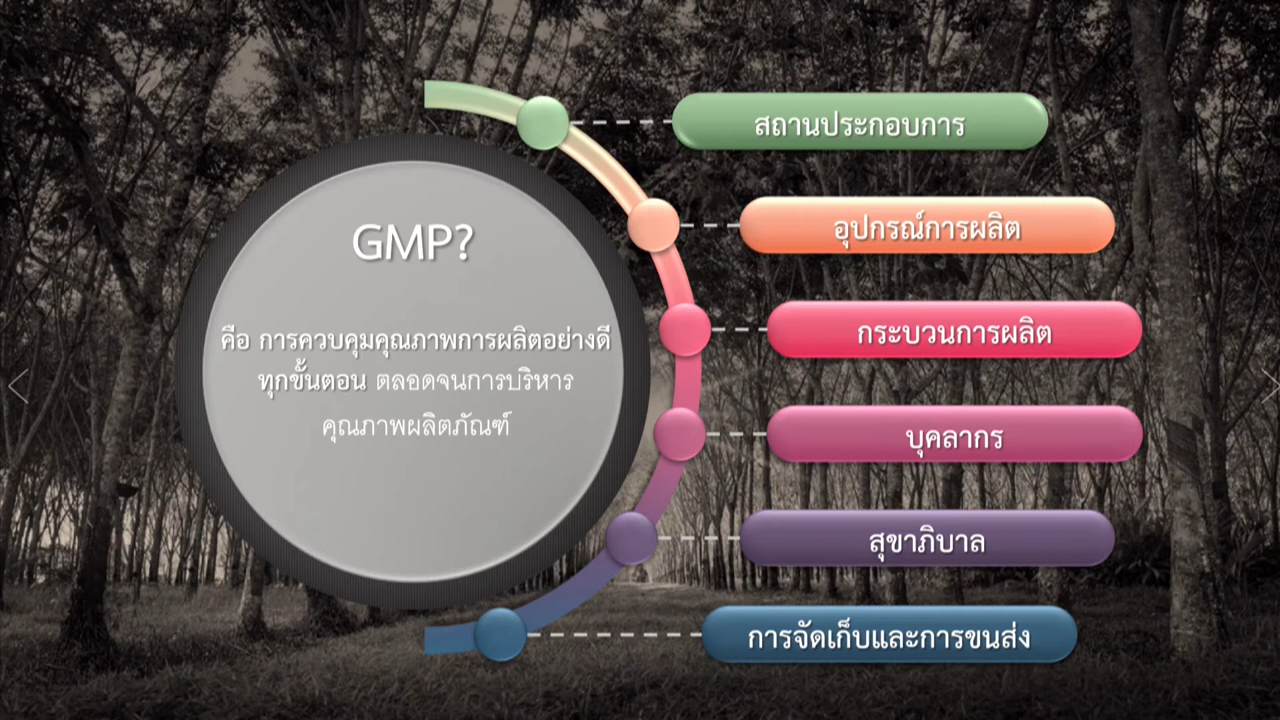 GMP?
คือ การควบคุมคุณภาพการผลิตอย่างดี
ทุกขั้นตอน ตลอดจนการบริหาร
คุณภาพผลิตภัณฑ์
สถานประกอบการ
อุปกรณ์การผลิต
กระบวนการผลิต
บุคลากร
สุขาภิบาล
การจัดเก็บและการขนส่ง